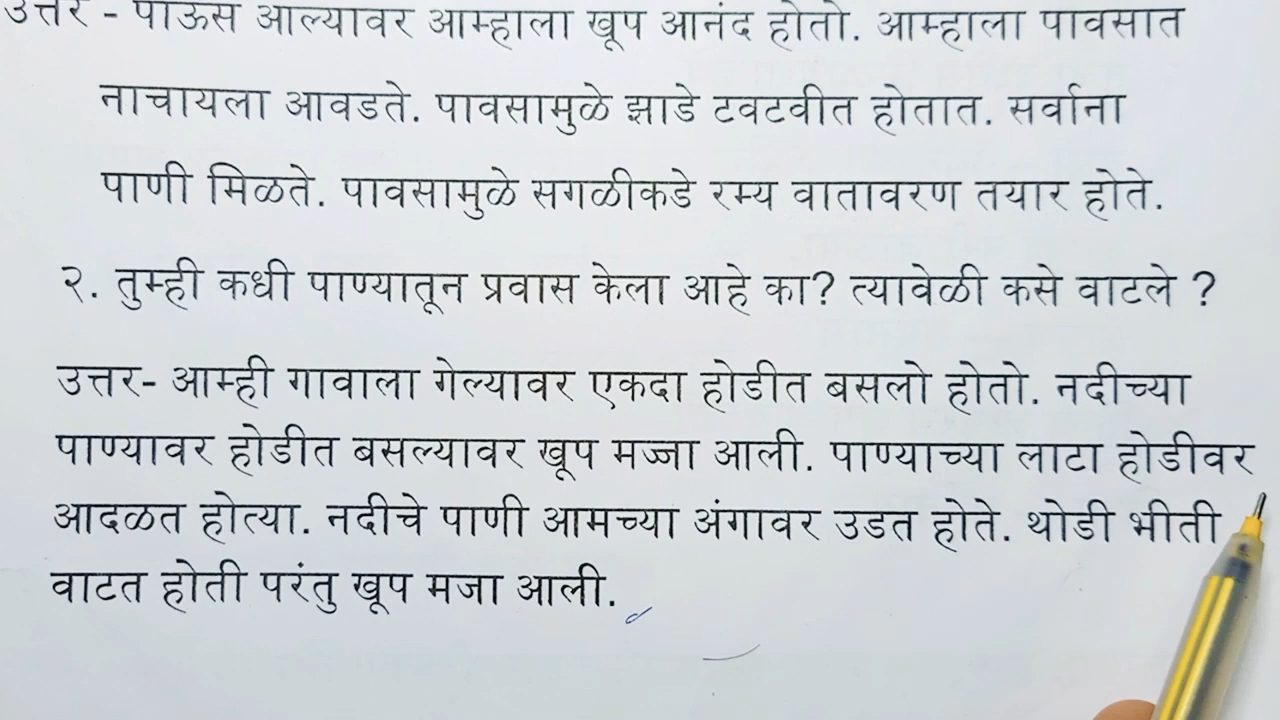 उत्तर - पाऊस आल्यावर आम्हाला खूप आनंद होतो. आम्हाला पावसात
नाचायला आवडते. पावसामुळे झाडे टवटवीत होतात. सर्वाना
पाणी मिळते. पावसामुळे सगळीकडे रम्य वातावरण तयार होते.
२. तुम्ही कधी पाण्यातून प्रवास केला आहे का? त्यावेळी कसे वाटले ?
उत्तर- आम्ही गावाला गेल्यावर एकदा होडीत बसलो होतो. नदीच्या
पाण्यावर होडीत बसल्यावर खूप मज्जा आली. पाण्याच्या लाटा होडीवर
आदळत होत्या. नदीचे पाणी आमच्या अंगावर उडत होते. थोडी भीती
वाटत होती परंतु खूप मजा आली.